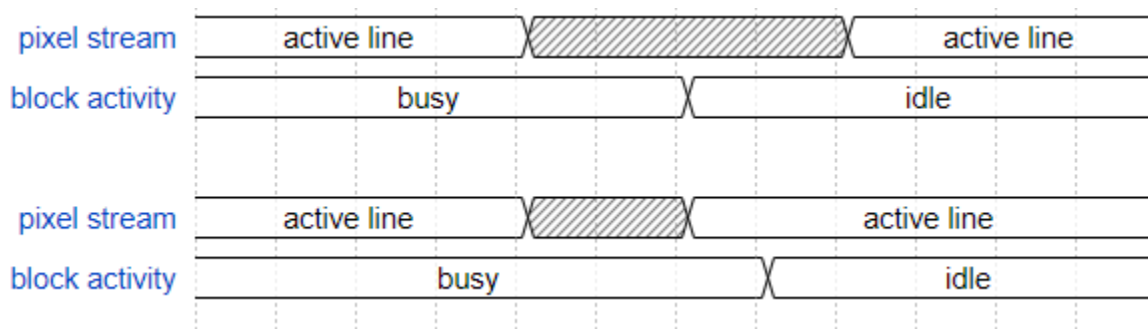 pixel stream active line active line
block activity busy idle
pixel stream active line active line
block activity busy idle